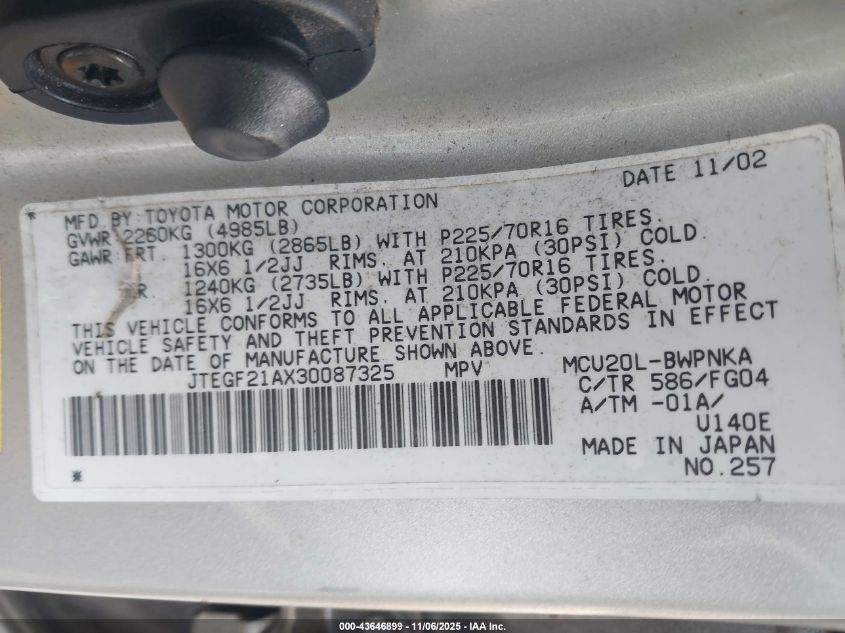 DATE 11/02
MFD BY: TOYOTA MOTOR CORPORATION
GVWR 2260KG (4985LB)
GAWR FRT. 1300KG (2865LB) WITH P225/70R16 TIRES.
16X6 1/2JJ RIMS. AT 210KPA (30PSI) COLD.
1240KG (2735LB) WITH P225/70R16 TIRES.
16X6 1/2JJ RIMS. AT 210KPA (30PSI) COLD.
THIS VEHICLE CONFORMS TO ALL APPLICABLE FEDERAL MOTOR
VEHICLE SAFETY AND THEFT PREVENTION STANDARDS IN EFFECT
ON THE DATE OF MANUFACTURE SHOWN ABOVE.
JTEGF21AX30087325 MPV
MCU20L-BWPNKA
C/TR 586/FG04
A/TM -01A/
U140E
MADE IN JAPAN
NO.257
000-43646899 - 11/06/2025 - IAA Inc.